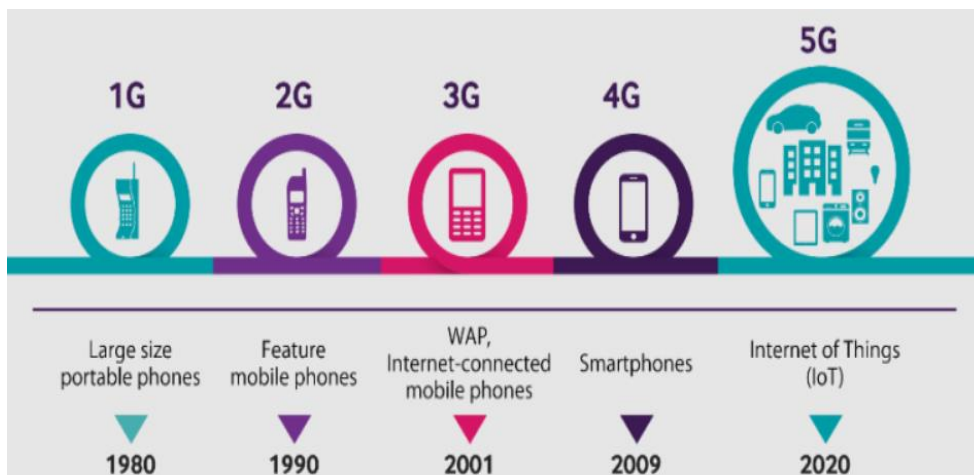 1G
2G
3G
4G
5G
Large size
portable phones
Feature
mobile phones
WAP,
Internet-connected
mobile phones
Smartphones
Internet of Things
(IoT)
1980
1990
2001
2009
2020